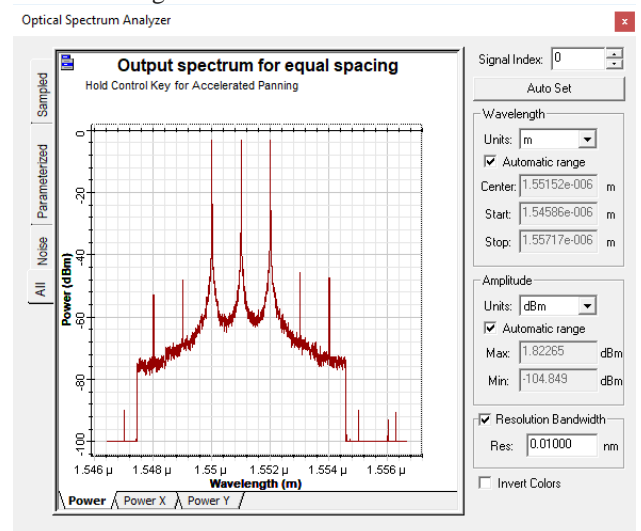 Optical Spectrum Analyzer
x
Output spectrum for equal spacing
Hold Control Key for Accelerated Panning
Sampled
Parameterized
Noise
All
Power (dBm)
0
-20
-40
-60
-80
-100
1.546 µ 1.548 µ 1.55 µ 1.552 µ 1.554 µ 1.556 µ
Wavelength (m)
Power Power X Power Y
Signal Index: 0
Auto Set
Wavelength
Units: m
Automatic range
Center: 1.55152e-006 m
Start: 1.54586e-006 m
Stop: 1.55717e-006 m
Amplitude
Units: dBm
Automatic range
Max: 1.82265 dBm
Min: -104.849 dBm
Resolution Bandwidth
Res: 0.01000 nm
Invert Colors